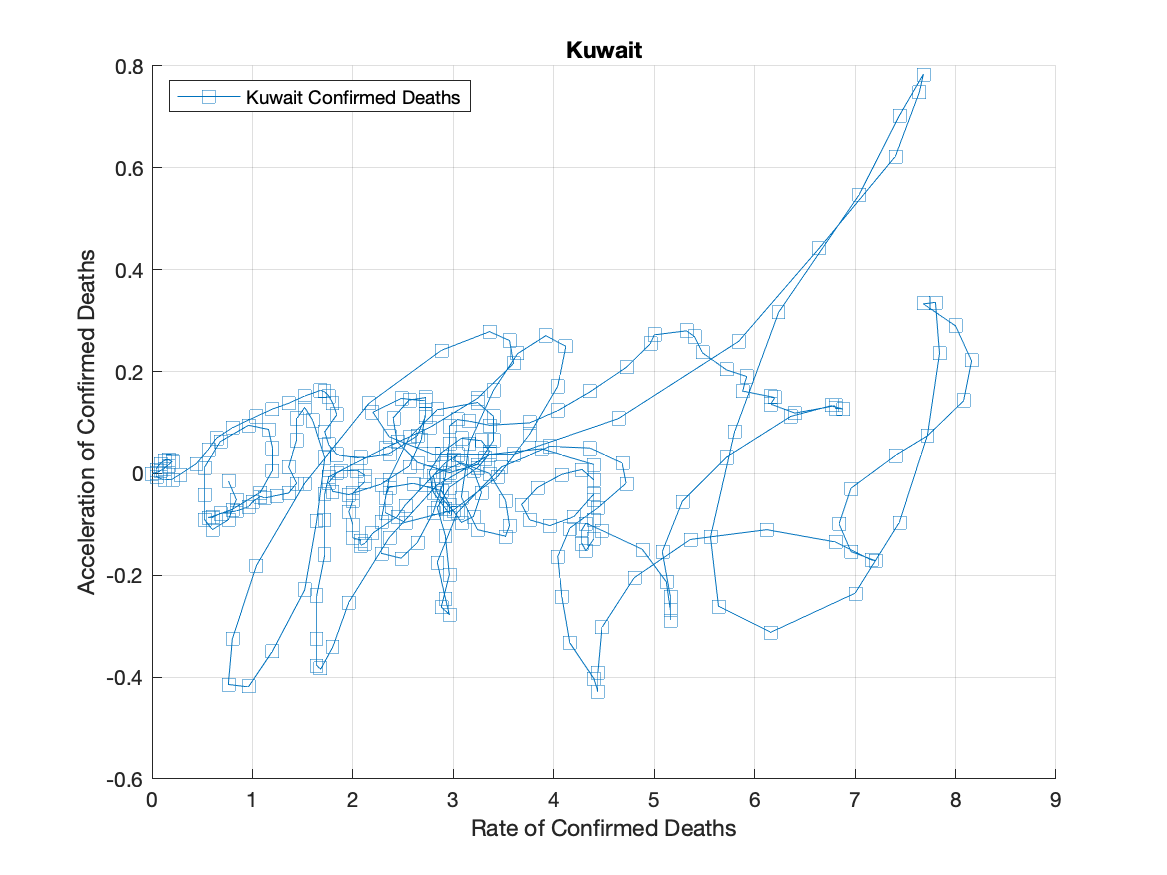 Kuwait
Kuwait Confirmed Deaths
Acceleration of Confirmed Deaths
0.8
0.6
0.4
0.2
0
-0.2
-0.4
-0.6
0 1 2 3 4 5 6 7 8 9
Rate of Confirmed Deaths